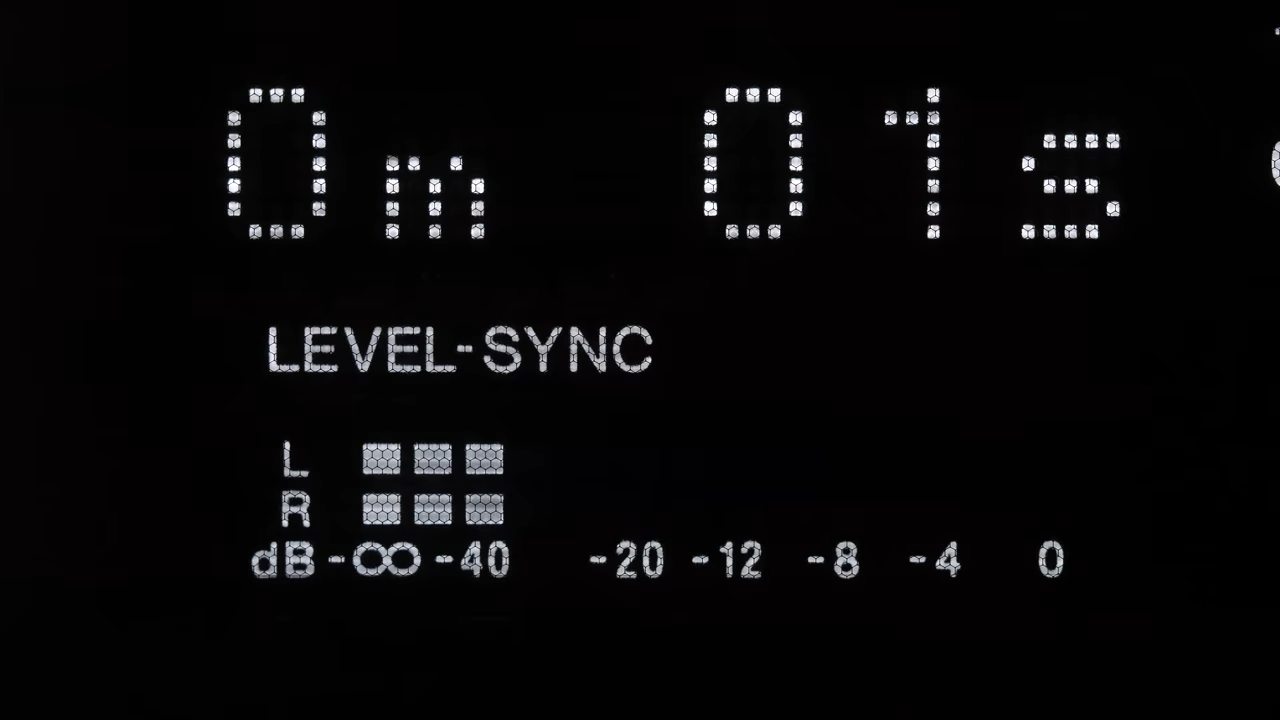 0m 01s
LEVEL-SYNC
L
R
dB -∞ -40 -20 -12 -8 -4 0